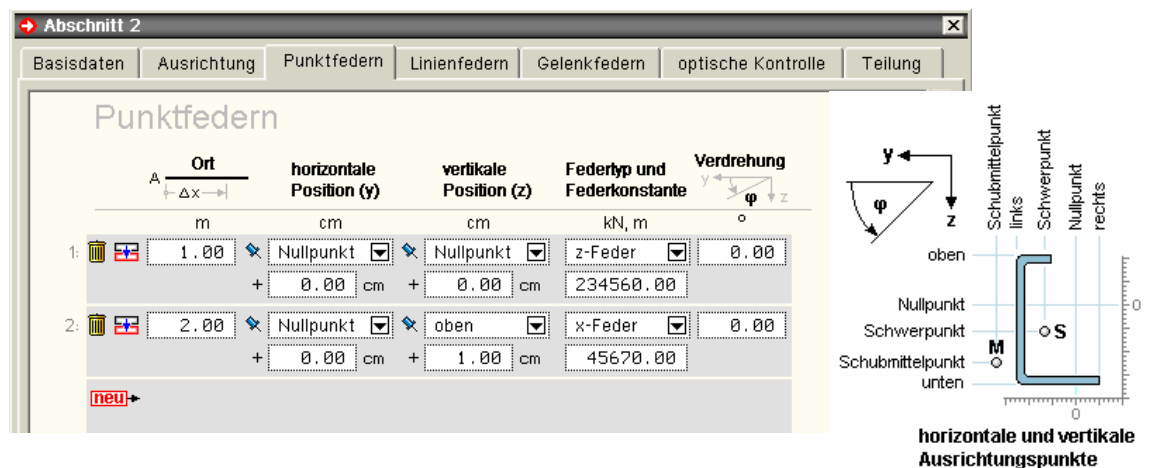 Abschnitt 2
Basisdaten Ausrichtung Punktfedern Linienfedern Gelenkfedern optische Kontrolle Teilung
Punktfedern
A Ort Δx
horizontale Position (y)
vertikale Position (z)
Federtyp und Federkonstante
Verdrehung
y φ z
m cm cm kN, m °
1: 1.00 Nullpunkt Nullpunkt z-Feder 0.00
+ 0.00 cm + 0.00 cm 234560.00
2: 2.00 Nullpunkt oben x-Feder 0.00
+ 0.00 cm + 1.00 cm 45670.00
neu
y
φ
z
Schubmittelpunkt
links
Schwerpunkt
Nullpunkt
rechts
oben
Nullpunkt 0
Schwerpunkt S
M
Schubmittelpunkt
unten
0
horizontale und vertikale
Ausrichtungspunkte